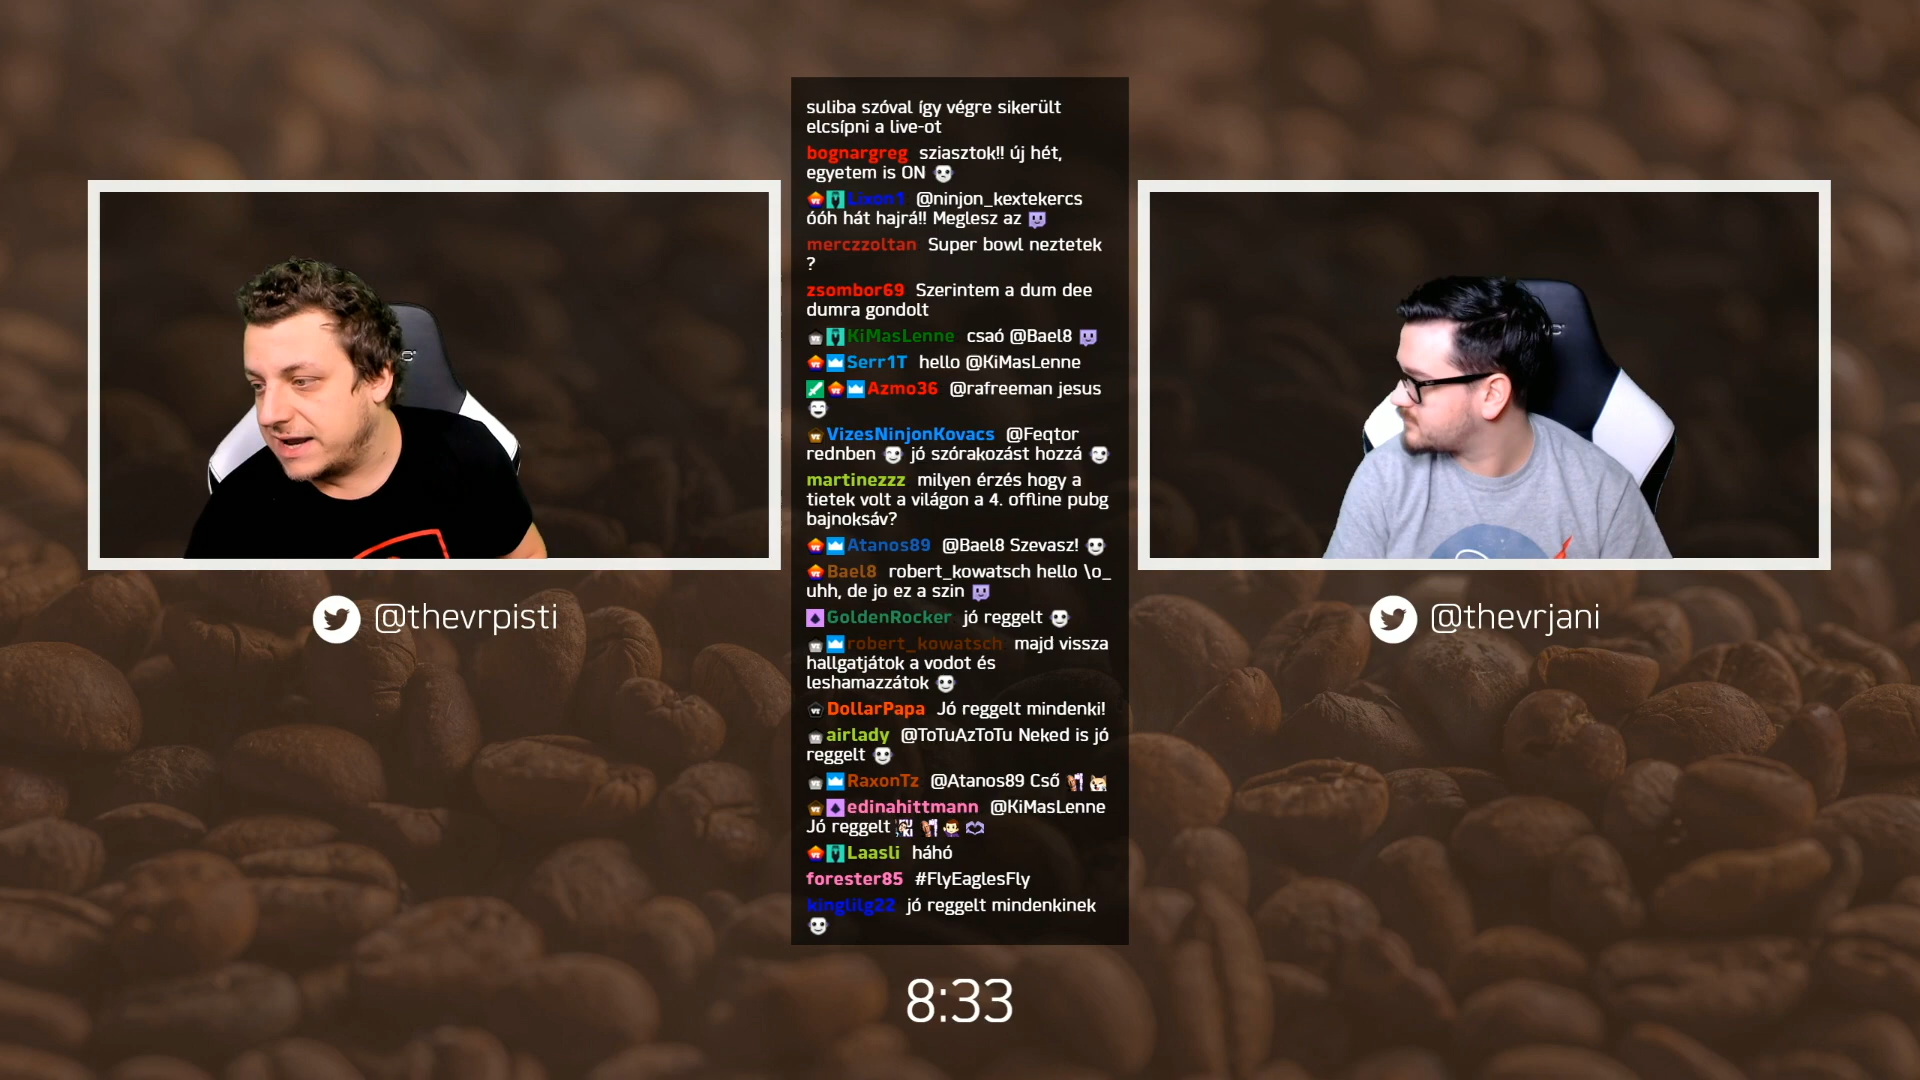 suliba szóval így végre sikerült
elcsípni a live-ot
bognargreg sziasztok!! új hét,
egyetem is ON
Lixon1 @ninjon_kextekercs
óóh hát hajrá!! Meglesz az
merczzoltan Super bowl neztetek
?
zsombor69 Szerintem a dum dee
dumra gondolt
KiMasLenne csaó @Bael8
Serr1T hello @KiMasLenne
Azmo36 @rafreeman jesus
VizesNinjonKovacs @Feqtor
rednben jó szórakozást hozzá
martinezzz milyen érzés hogy a
tietek volt a világon a 4. offline pubg
bajnoksáv?
Atanos89 @Bael8 Szevasz!
Bael8 robert_kowatsch hello \o_
uhh, de jo ez a szin
GoldenRocker jó reggelt
robert_kowatsch majd vissza
hallgatjátok a vodot és
leshamazzátok
DollarPapa Jó reggelt mindenki!
airlady @ToTuAzToTu Neked is jó
reggelt
RaxonTz @Atanos89 Cső
edinahittmann @KiMasLenne
Jó reggelt
Laasli háhó
forester85 #FlyEaglesFly
kinglilg22 jó reggelt mindenkinek
@thevrpisti
@thevrjani
8:33